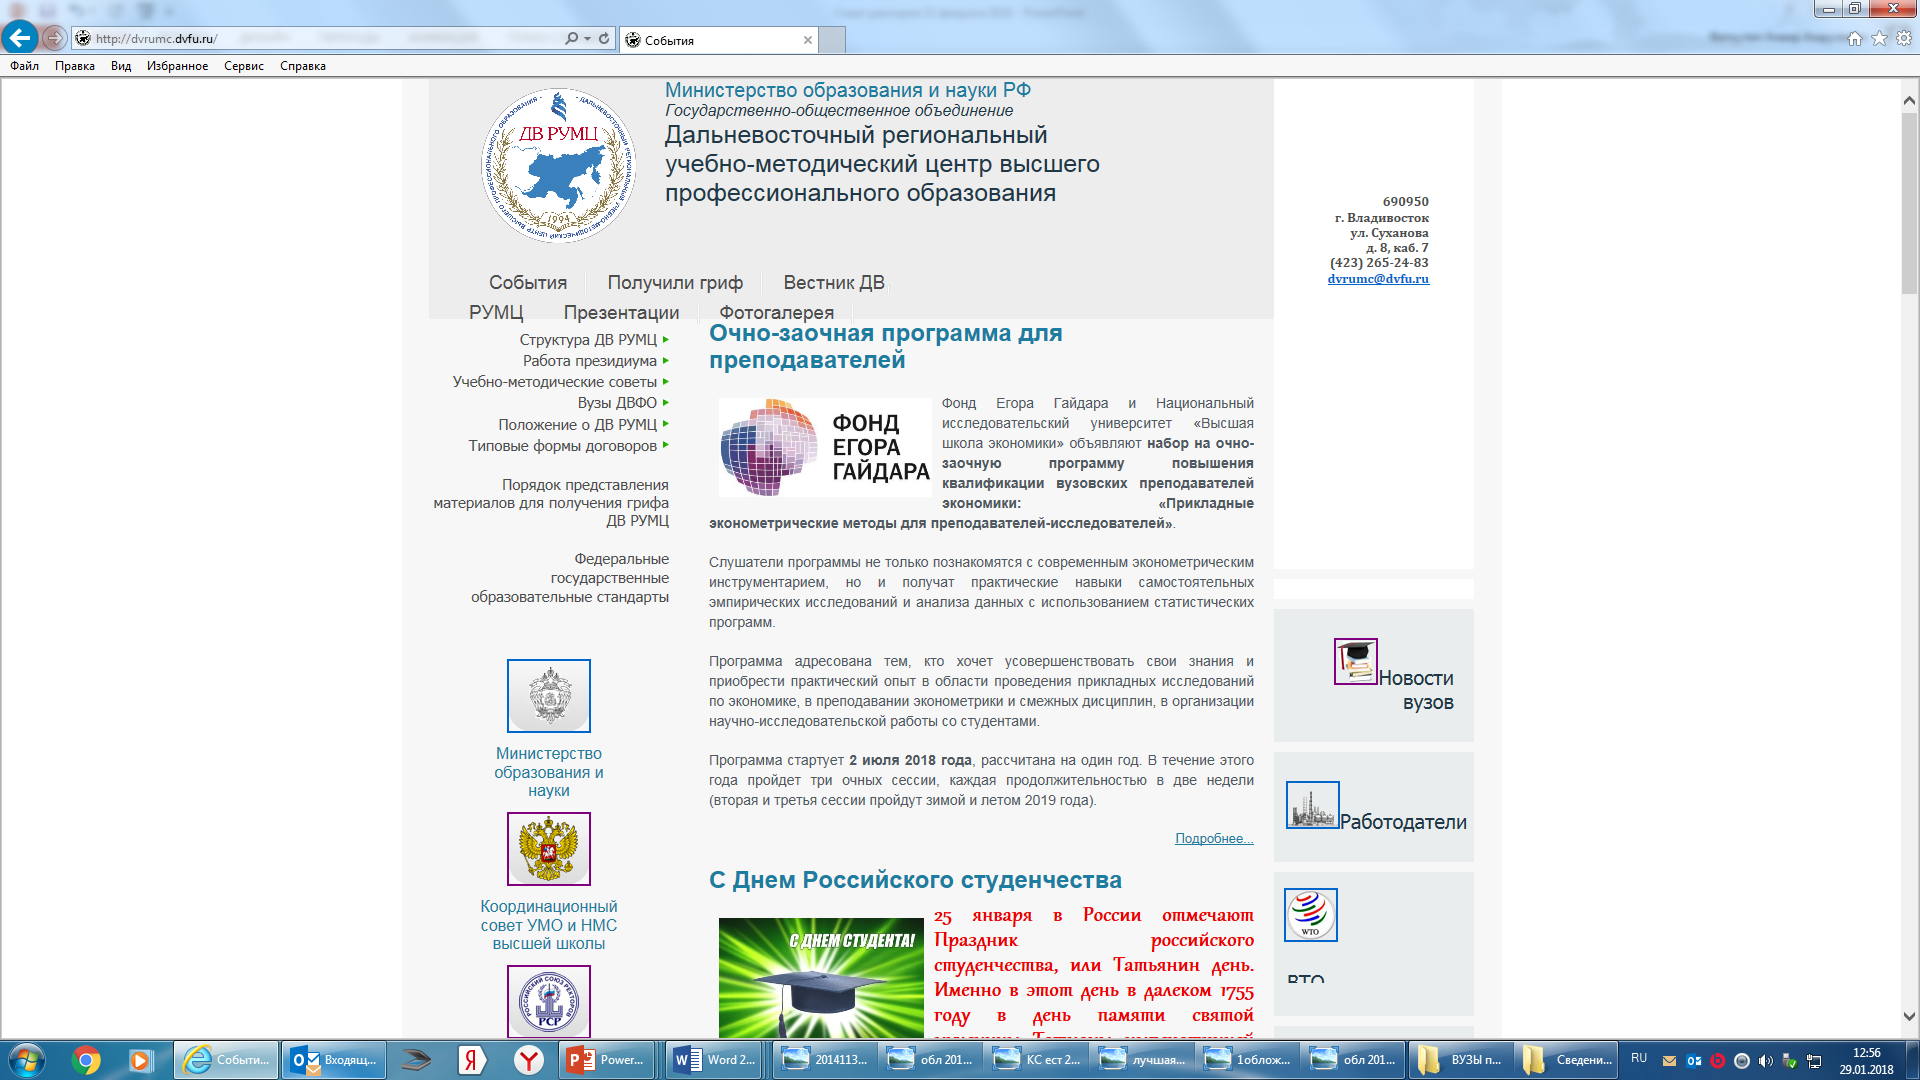 http://dvrumc.dvfu.ru/
События
Файл Правка Вид Избранное Сервис Справка
ДВ РУМЦ
1994
Министерство образования и науки РФ
Государственно-общественное объединение
Дальневосточный региональный
учебно-методический центр высшего
профессионального образования
690950
г. Владивосток
ул. Суханова
д. 8, каб. 7
(423) 265-24-83
dvrumc@dvfu.ru
События Получили гриф Вестник ДВ
РУМЦ Презентации Фотогалерея
Структура ДВ РУМЦ
Работа президиума
Учебно-методические советы
Вузы ДВФО
Положение о ДВ РУМЦ
Типовые формы договоров
Порядок представления
материалов для получения грифа
ДВ РУМЦ
Федеральные
государственные
образовательные стандарты
Министерство
образования и
науки
Координационный
совет УМО и НМС
высшей школы
РОССИЙСКИЙ СОЮЗ РЕКТОРОВ
РСР
Очно-заочная программа для
преподавателей
ФОНД
ЕГОРА
ГАЙДАРА
Фонд Егора Гайдара и Национальный
исследовательский университет «Высшая
школа экономики» объявляют набор на очно-
заочную программу повышения
квалификации вузовских преподавателей
экономики: «Прикладные
эконометрические методы для преподавателей-исследователей».
Слушатели программы не только познакомятся с современным эконометрическим
инструментарием, но и получат практические навыки самостоятельных
эмпирических исследований и анализа данных с использованием статистических
программ.
Программа адресована тем, кто хочет усовершенствовать свои знания и
приобрести практический опыт в области проведения прикладных исследований
по экономике, в преподавании эконометрики и смежных дисциплин, в организации
научно-исследовательской работы со студентами.
Программа стартует 2 июля 2018 года, рассчитана на один год. В течение этого
года пройдет три очных сессии, каждая продолжительностью в две недели
(вторая и третья сессии пройдут зимой и летом 2019 года).
Подробнее...
С Днем Российского студенчества
С ДНЕМ СТУДЕНТА!
25 января в России отмечают
Праздник российского
студенчества, или Татьянин день.
Именно в этот день в далеком 1755
году в день памяти святой
Новости
вузов
Работодатели
WTO
ВТО
Событи...
Входящ...
Power...
Word 2...
2014113...
обл 201...
КС ест 2...
лучшая...
1облож...
обл 201...
ВУЗЫ п...
Сведени...
RU
12:56
29.01.2018